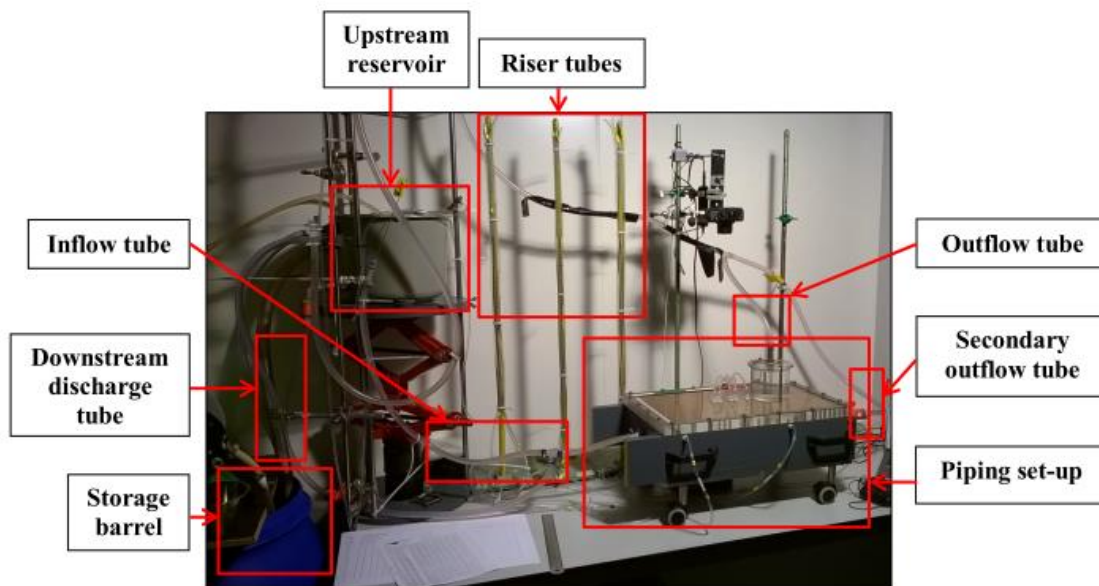 Upstream
reservoir
Riser tubes
Inflow tube
Outflow tube
Downstream
discharge
tube
Secondary
outflow tube
Storage
barrel
Piping set-up